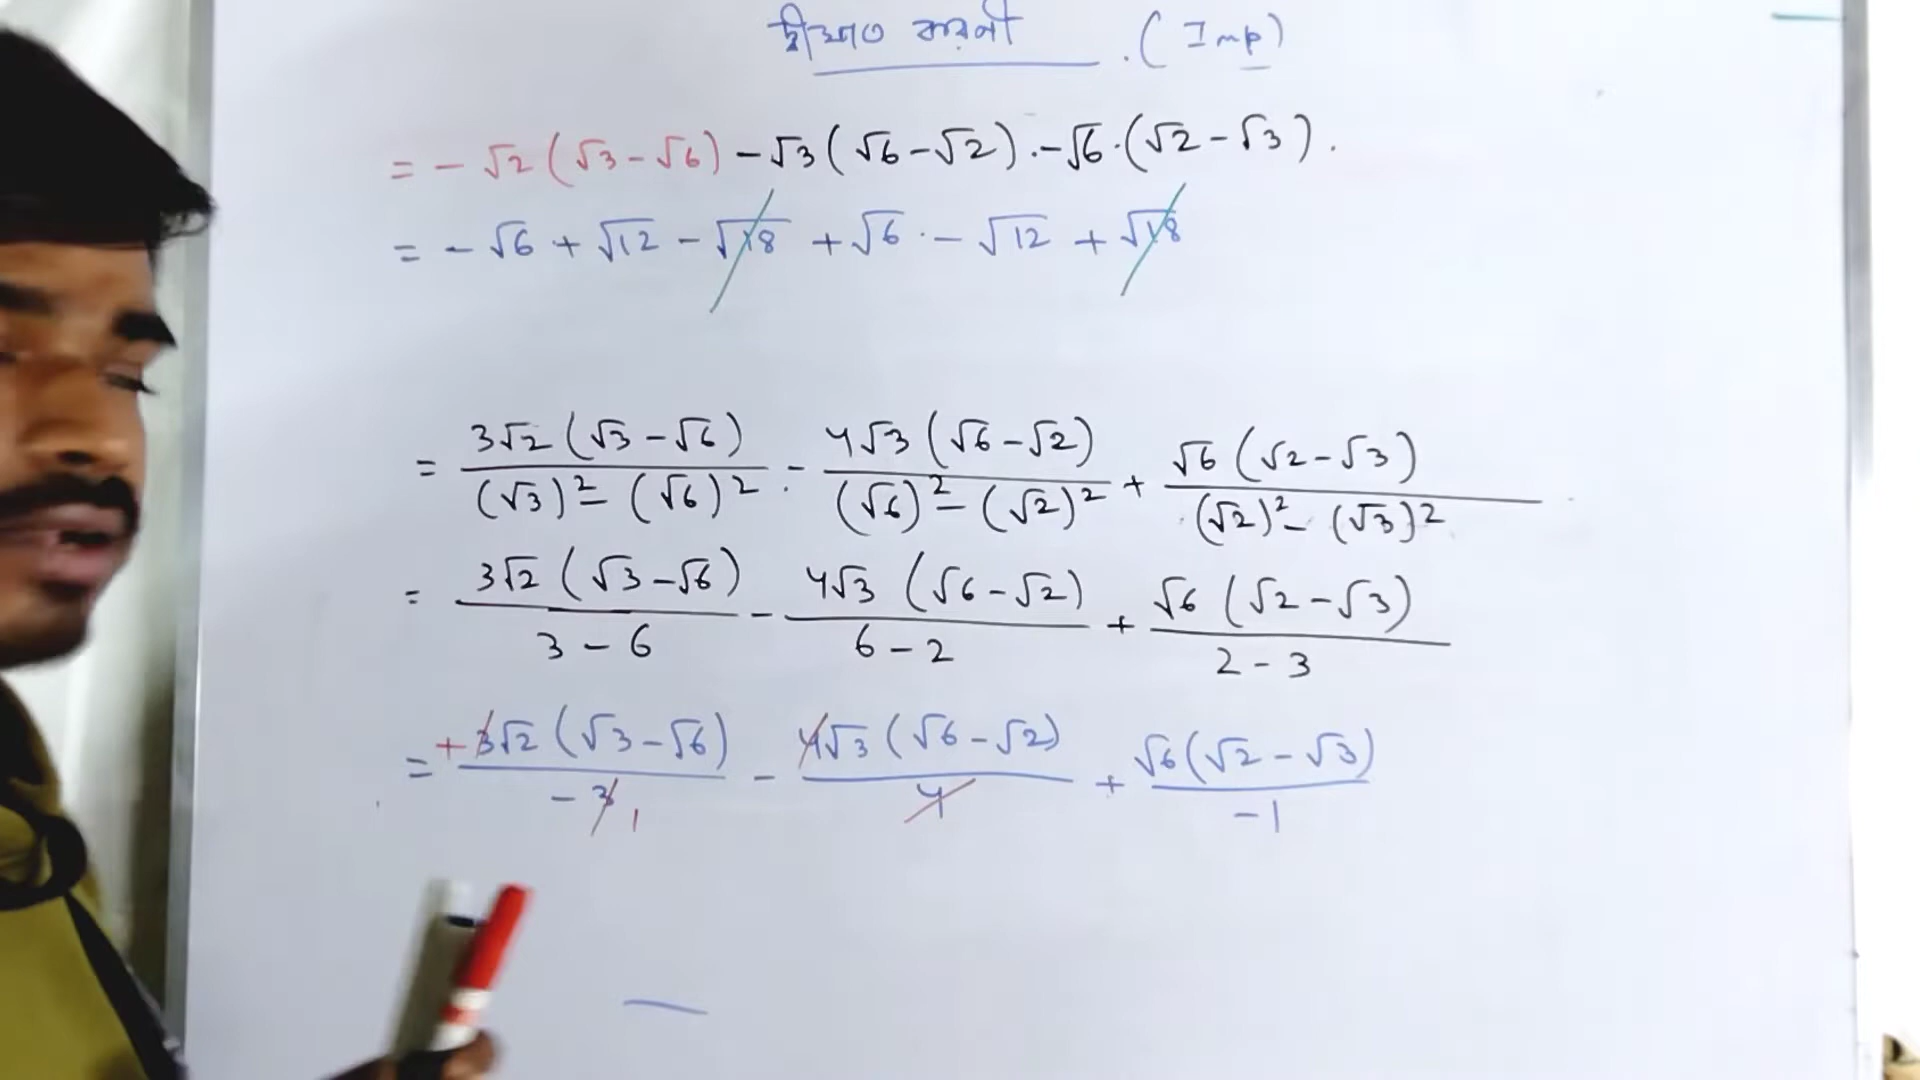 দ্বিঘাত করণী . (Imp)
= - √2 (√3 - √6) - √3 (√6 - √2) . - √6 . (√2 - √3) .
= - √6 + √12 - √18 + √6 . - √12 + √18
= 3√2 (√3 - √6) / (√3)² - (√6)² - 4√3 (√6 - √2) / (√6)² - (√2)² + √6 (√2 - √3) / (√2)² - (√3)²
= 3√2 (√3 - √6) / 3 - 6 - 4√3 (√6 - √2) / 6 - 2 + √6 (√2 - √3) / 2 - 3
= +3√2 (√3 - √6) / - 3 1 - 4√3 (√6 - √2) / 4 + √6 (√2 - √3) / - 1